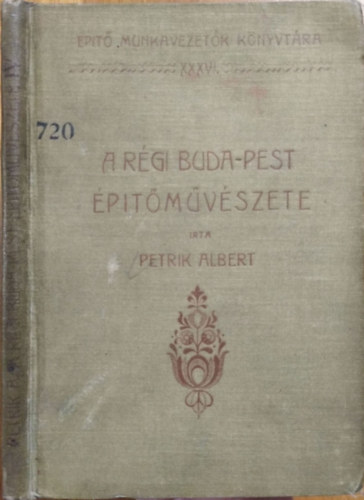 ÉPITŐ MUNKAVEZETŐK KÖNYVTÁRA
XXXVI.
720
A RÉGI BUDA-PEST
ÉPITŐMŰVÉSZETE
IRTA
PETRIK ALBERT